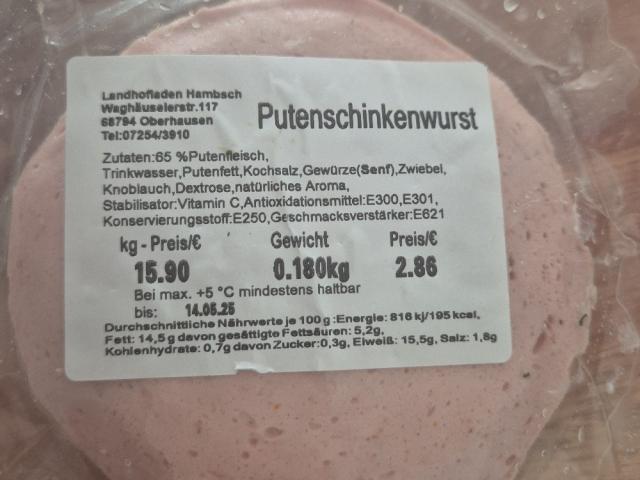 Landhofladen Hambsch
Waghäuselerstr.117
68794 Oberhausen
Tel:07254/3910
Putenschinkenwurst
Zutaten:65 %Putenfleisch,
Trinkwasser,Putenfett,Kochsalz,Gewürze(Senf),Zwiebel,
Knoblauch,Dextrose,natürliches Aroma,
Stabilisator:Vitamin C,Antioxidationsmittel:E300,E301,
Konservierungsstoff:E250,Geschmacksverstärker:E621
kg - Preis/€ Gewicht Preis/€
15.90 0.180kg 2.86
Bei max. +5 °C mindestens haltbar
bis: 14.05.25
Durchschnittliche Nährwerte je 100 g :Energie: 816 kj/195 kcal,
Fett: 14,5 g davon gesättigte Fettsäuren: 5,2g,
Kohlenhydrate: 0,7g davon Zucker:0,3g, Eiweiß: 15,5g, Salz: 1,8g